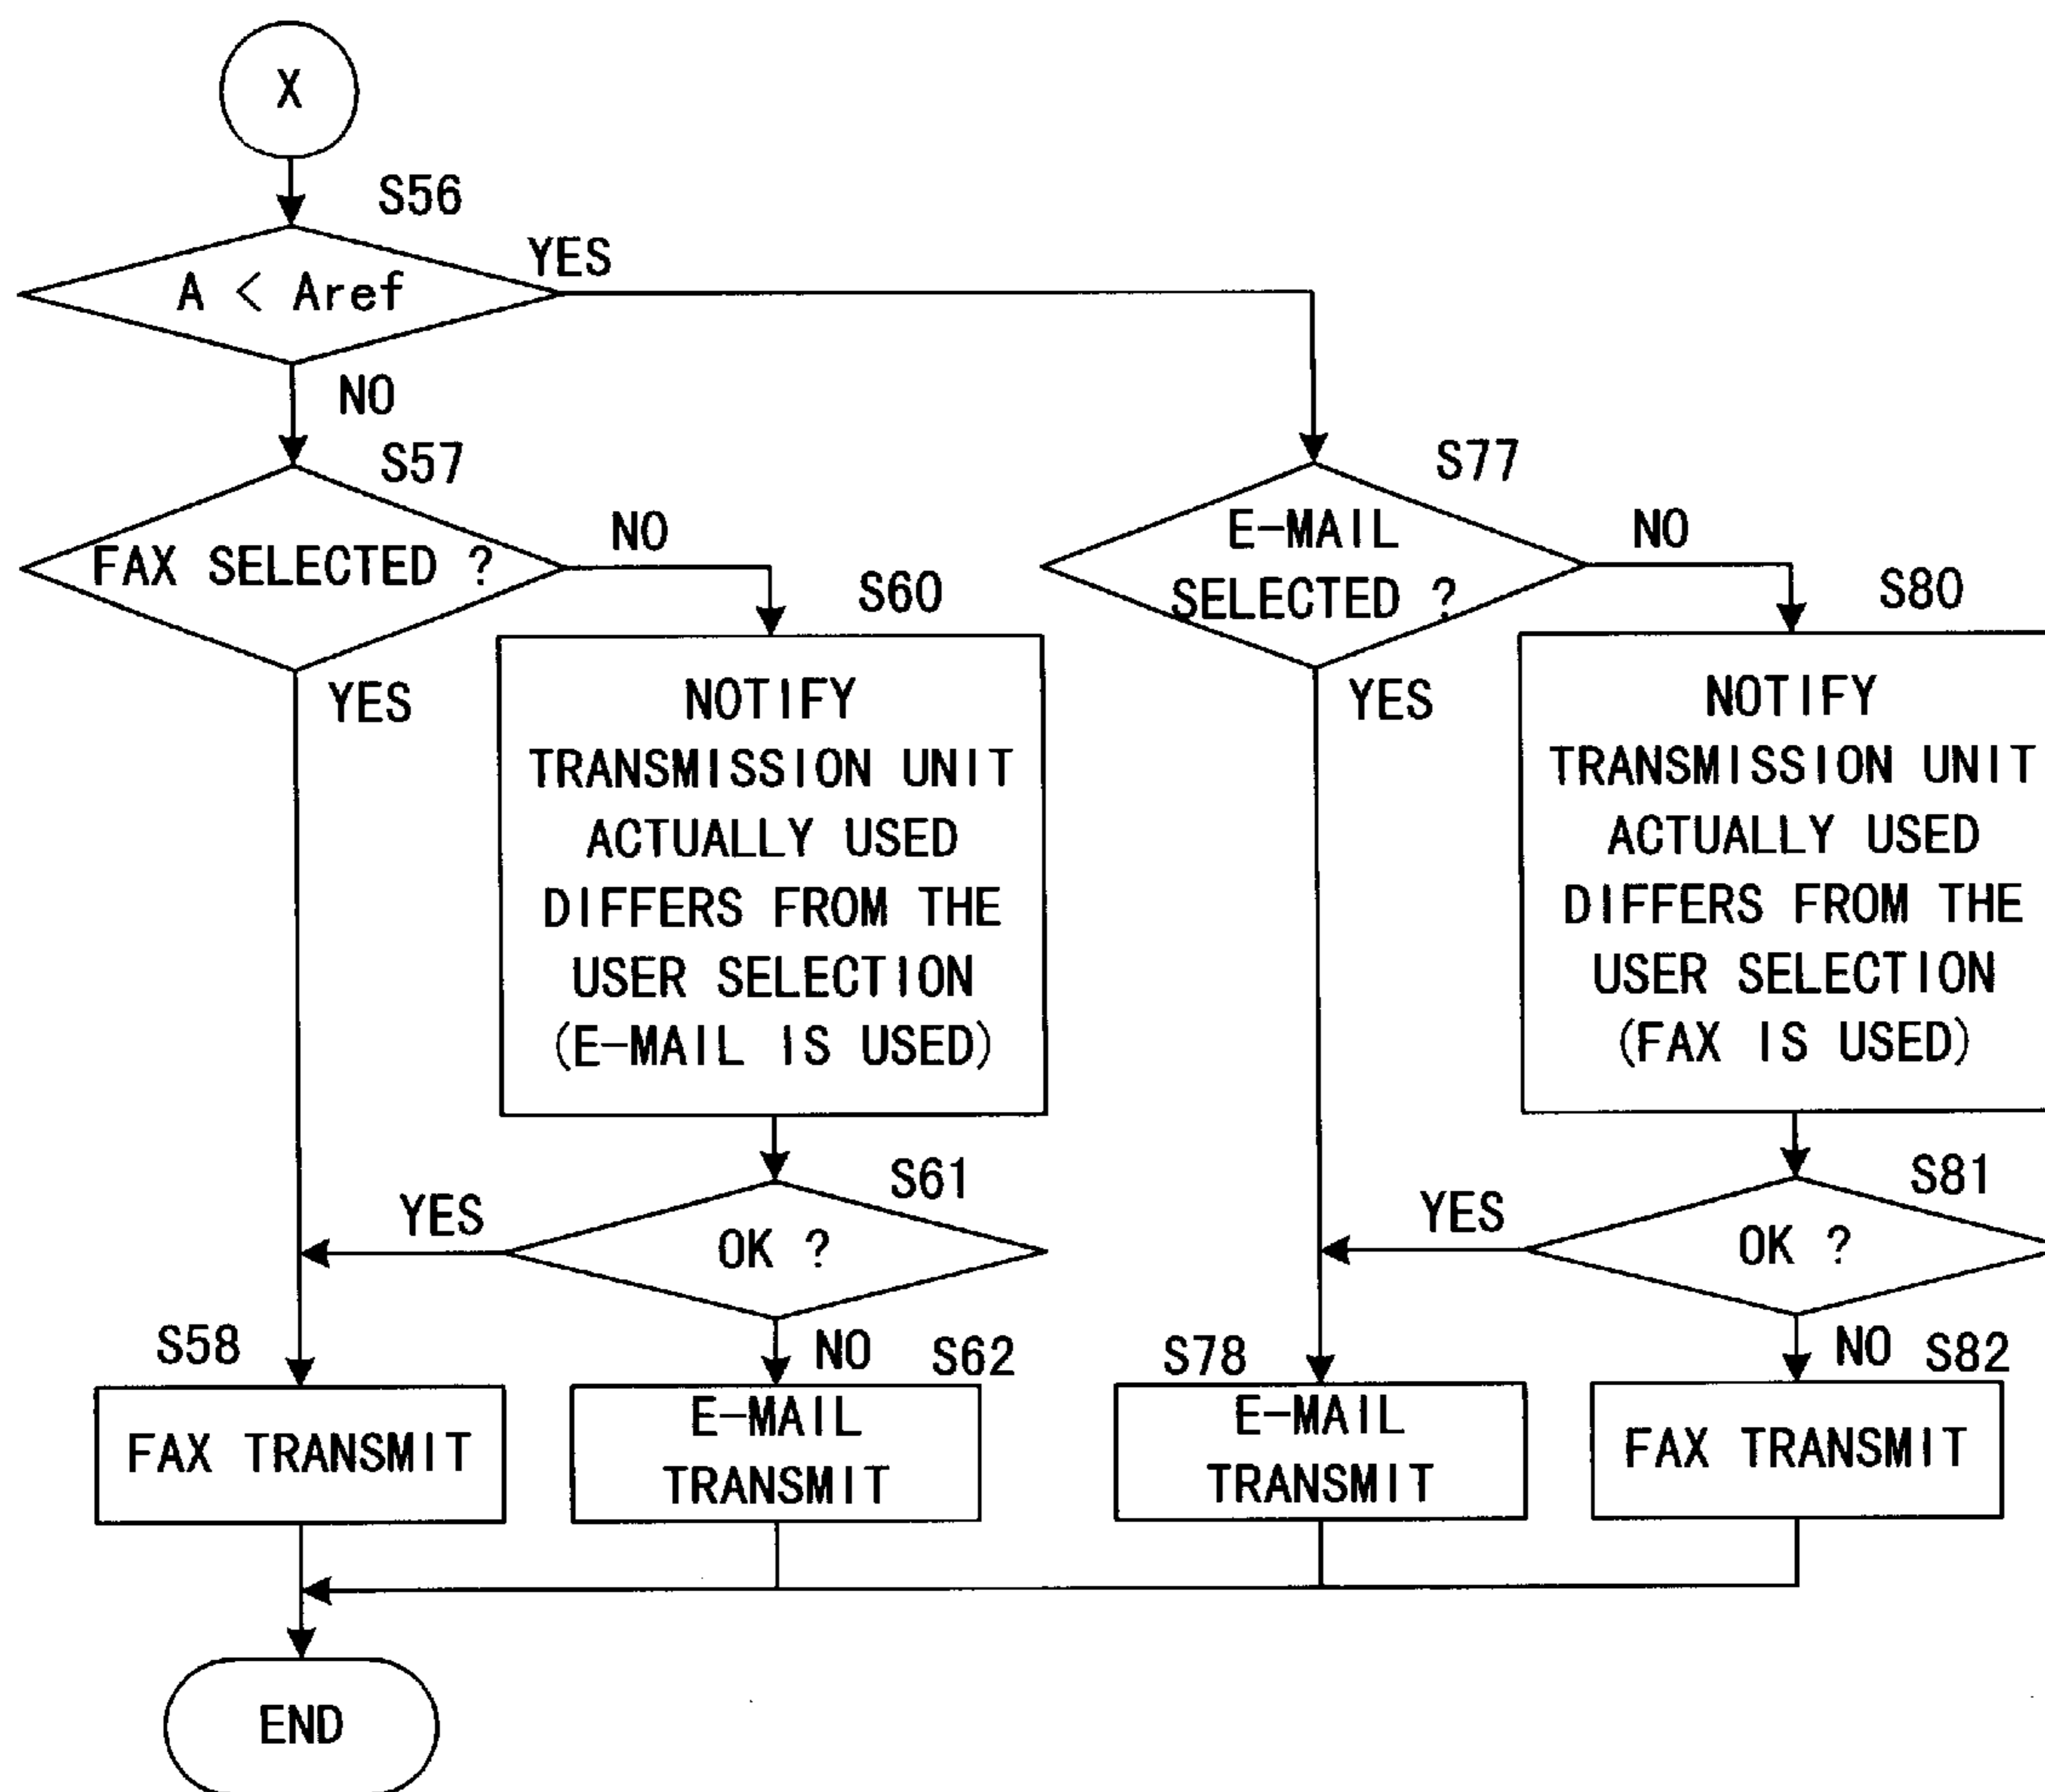 X
S56
A < Aref
YES
NO
S57
FAX SELECTED ?
NO
YES
S60
NOTIFY
TRANSMISSION UNIT
ACTUALLY USED
DIFFERS FROM THE
USER SELECTION
(E-MAIL IS USED)
S61
OK ?
YES
NO
S58
FAX TRANSMIT
S62
E-MAIL
TRANSMIT
S77
E-MAIL
SELECTED ?
NO
YES
S80
NOTIFY
TRANSMISSION UNIT
ACTUALLY USED
DIFFERS FROM THE
USER SELECTION
(FAX IS USED)
S81
OK ?
YES
NO
S78
E-MAIL
TRANSMIT
S82
FAX TRANSMIT
END